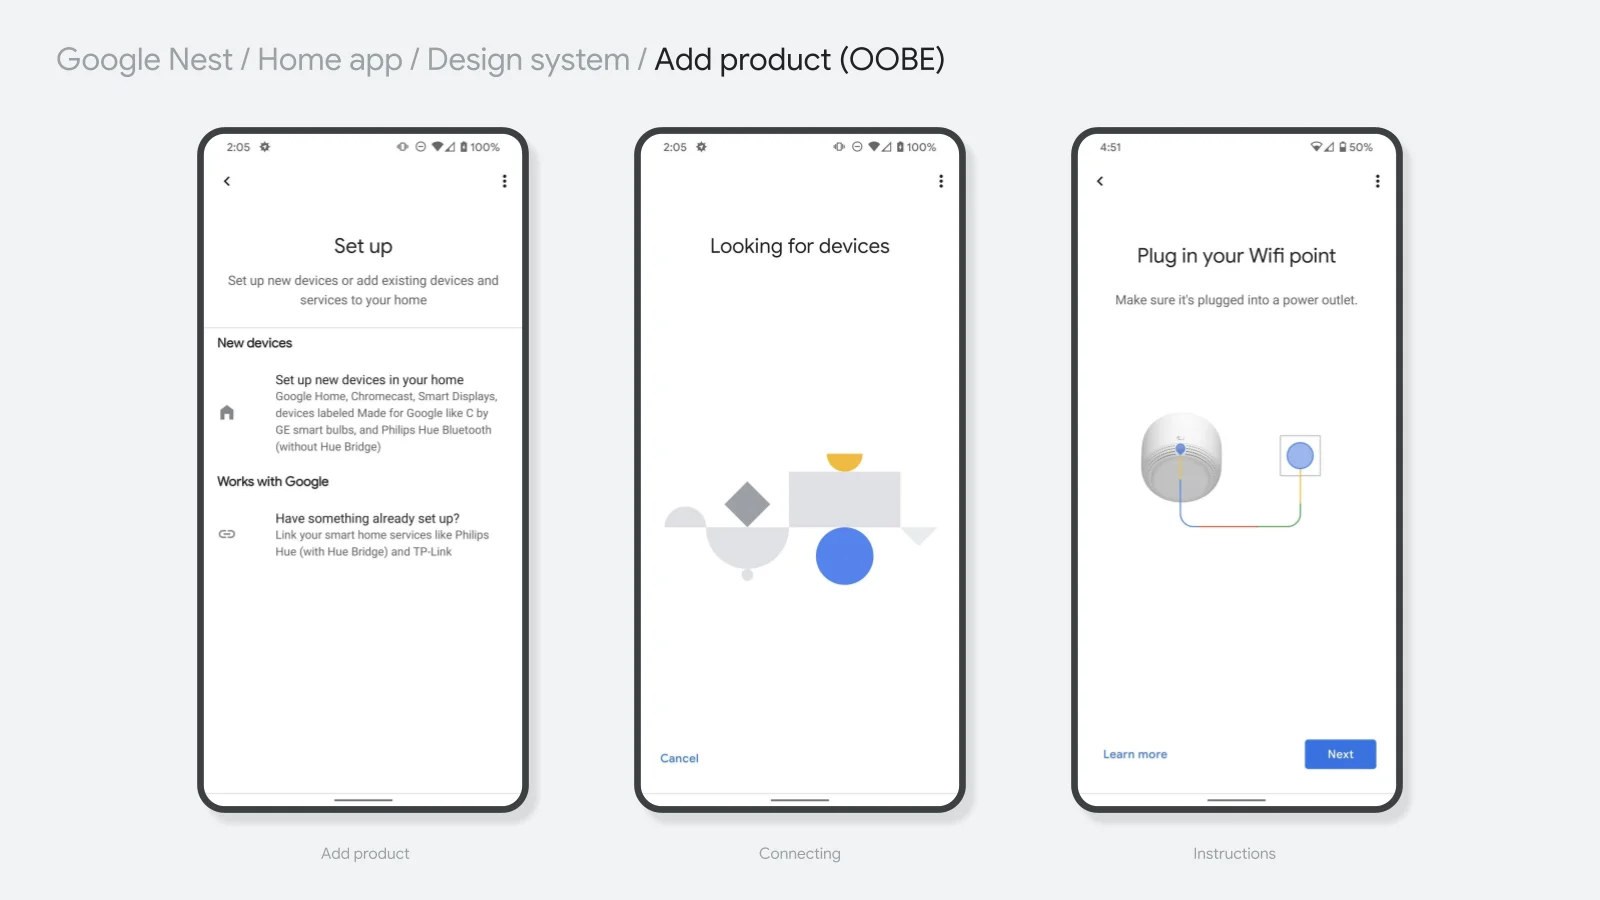 Google Nest / Home app / Design system / Add product (OOBE)
2:05
100%
Set up
Set up new devices or add existing devices and
services to your home
New devices
Set up new devices in your home
Google Home, Chromecast, Smart Displays,
devices labeled Made for Google like C by
GE smart bulbs, and Philips Hue Bluetooth
(without Hue Bridge)
Works with Google
Have something already set up?
Link your smart home services like Philips
Hue (with Hue Bridge) and TP-Link
Add product
2:05
100%
Looking for devices
Cancel
Connecting
4:51
50%
Plug in your Wifi point
Make sure it's plugged into a power outlet.
Learn more
Next
Instructions